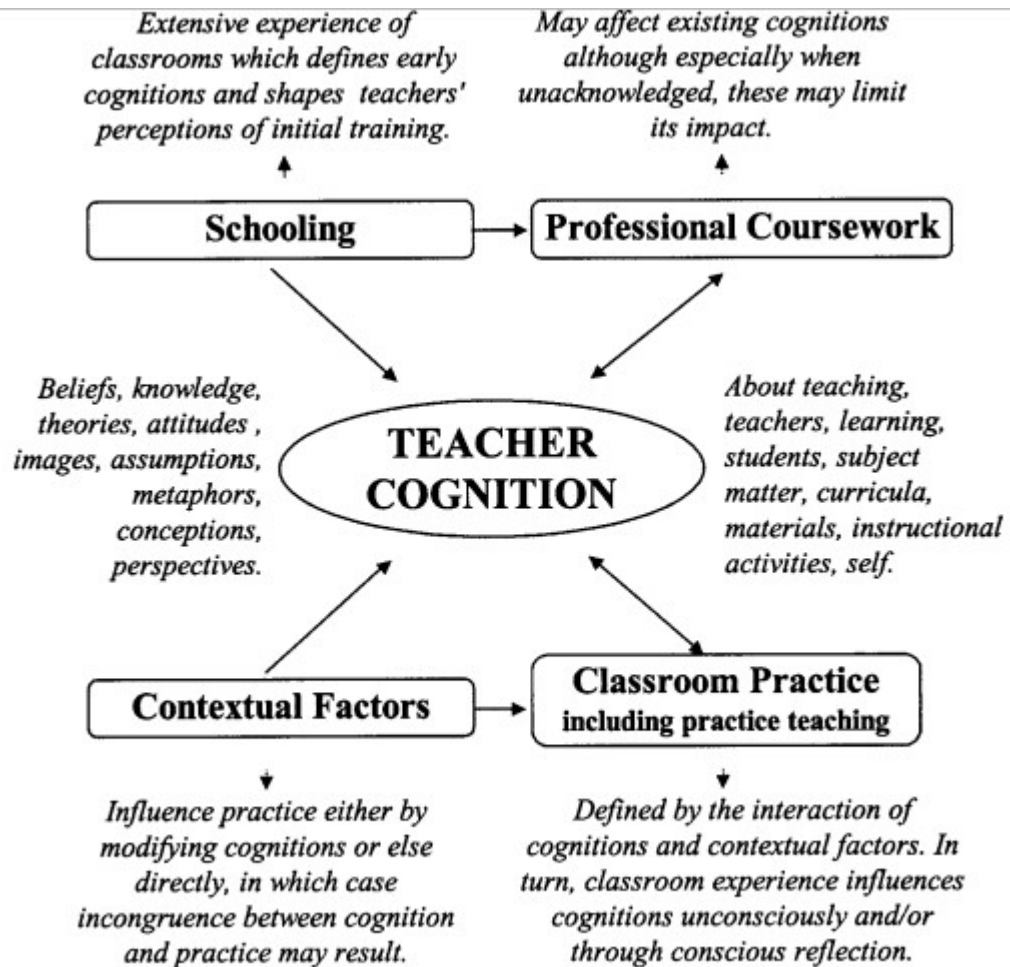 Extensive experience of
classrooms which defines early
cognitions and shapes teachers'
perceptions of initial training.
May affect existing cognitions
although especially when
unacknowledged, these may limit
its impact.
Schooling
Professional Coursework
Beliefs, knowledge,
theories, attitudes ,
images, assumptions,
metaphors,
conceptions,
perspectives.
TEACHER
COGNITION
About teaching,
teachers, learning,
students, subject
matter, curricula,
materials, instructional
activities, self.
Contextual Factors
Classroom Practice
including practice teaching
Influence practice either by
modifying cognitions or else
directly, in which case
incongruence between cognition
and practice may result.
Defined by the interaction of
cognitions and contextual factors. In
turn, classroom experience influences
cognitions unconsciously and/or
through conscious reflection.